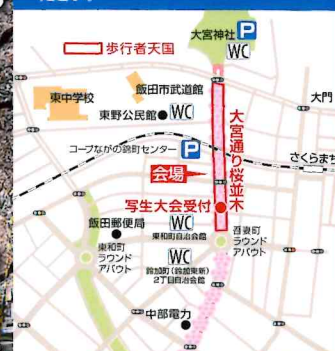 歩行者天国
大宮神社 P
WC
飯田市武道館
東中学校
東野公民館 WC
大門
コープながの錦町センター P
さくらまち
会場
大宮通り桜並木
写生大会受付
飯田郵便局
WC
東和町自治会館
吾妻町
ラウンド
アバウト
東和町
ラウンド
アバウト
WC
鈴加町(鈴加東新)
2丁目自治会館
中部電力